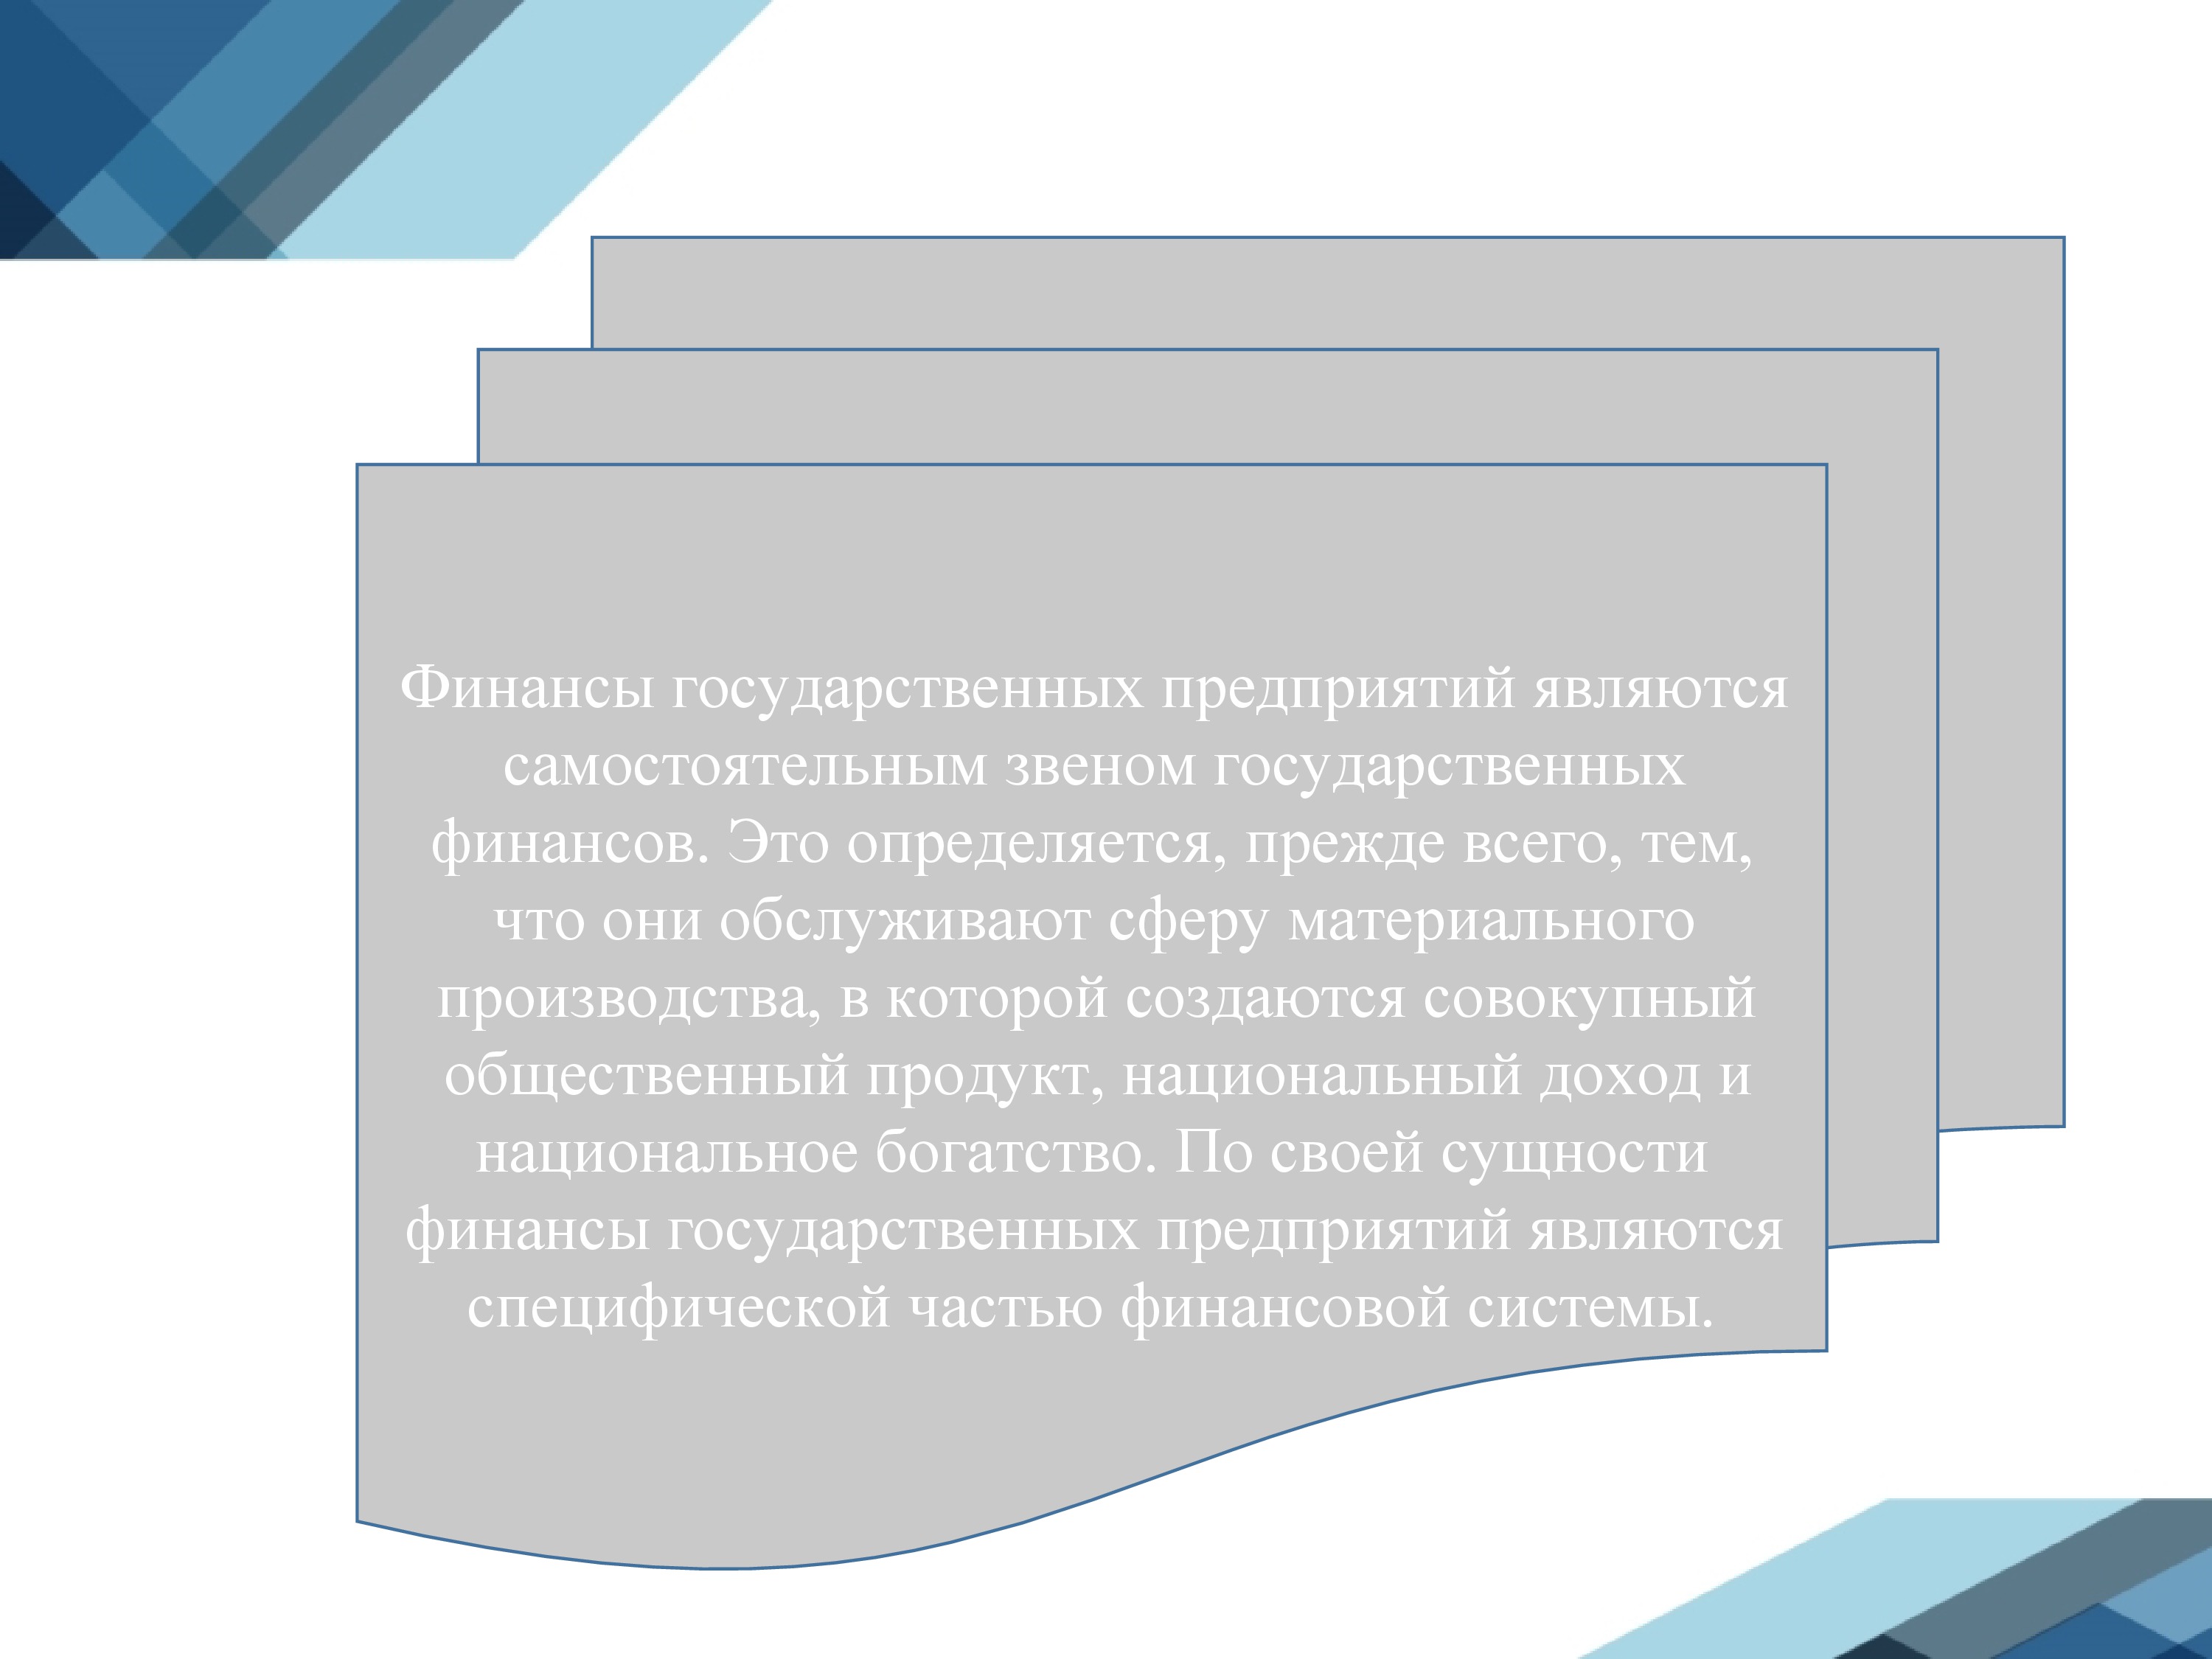 Финансы государственных предприятий являются
самостоятельным звеном государственных
финансов. Это определяется, прежде всего, тем,
что они обслуживают сферу материального
производства, в которой создаются совокупный
общественный продукт, национальный доход и
национальное богатство. По своей сущности
финансы государственных предприятий являются
специфической частью финансовой системы.